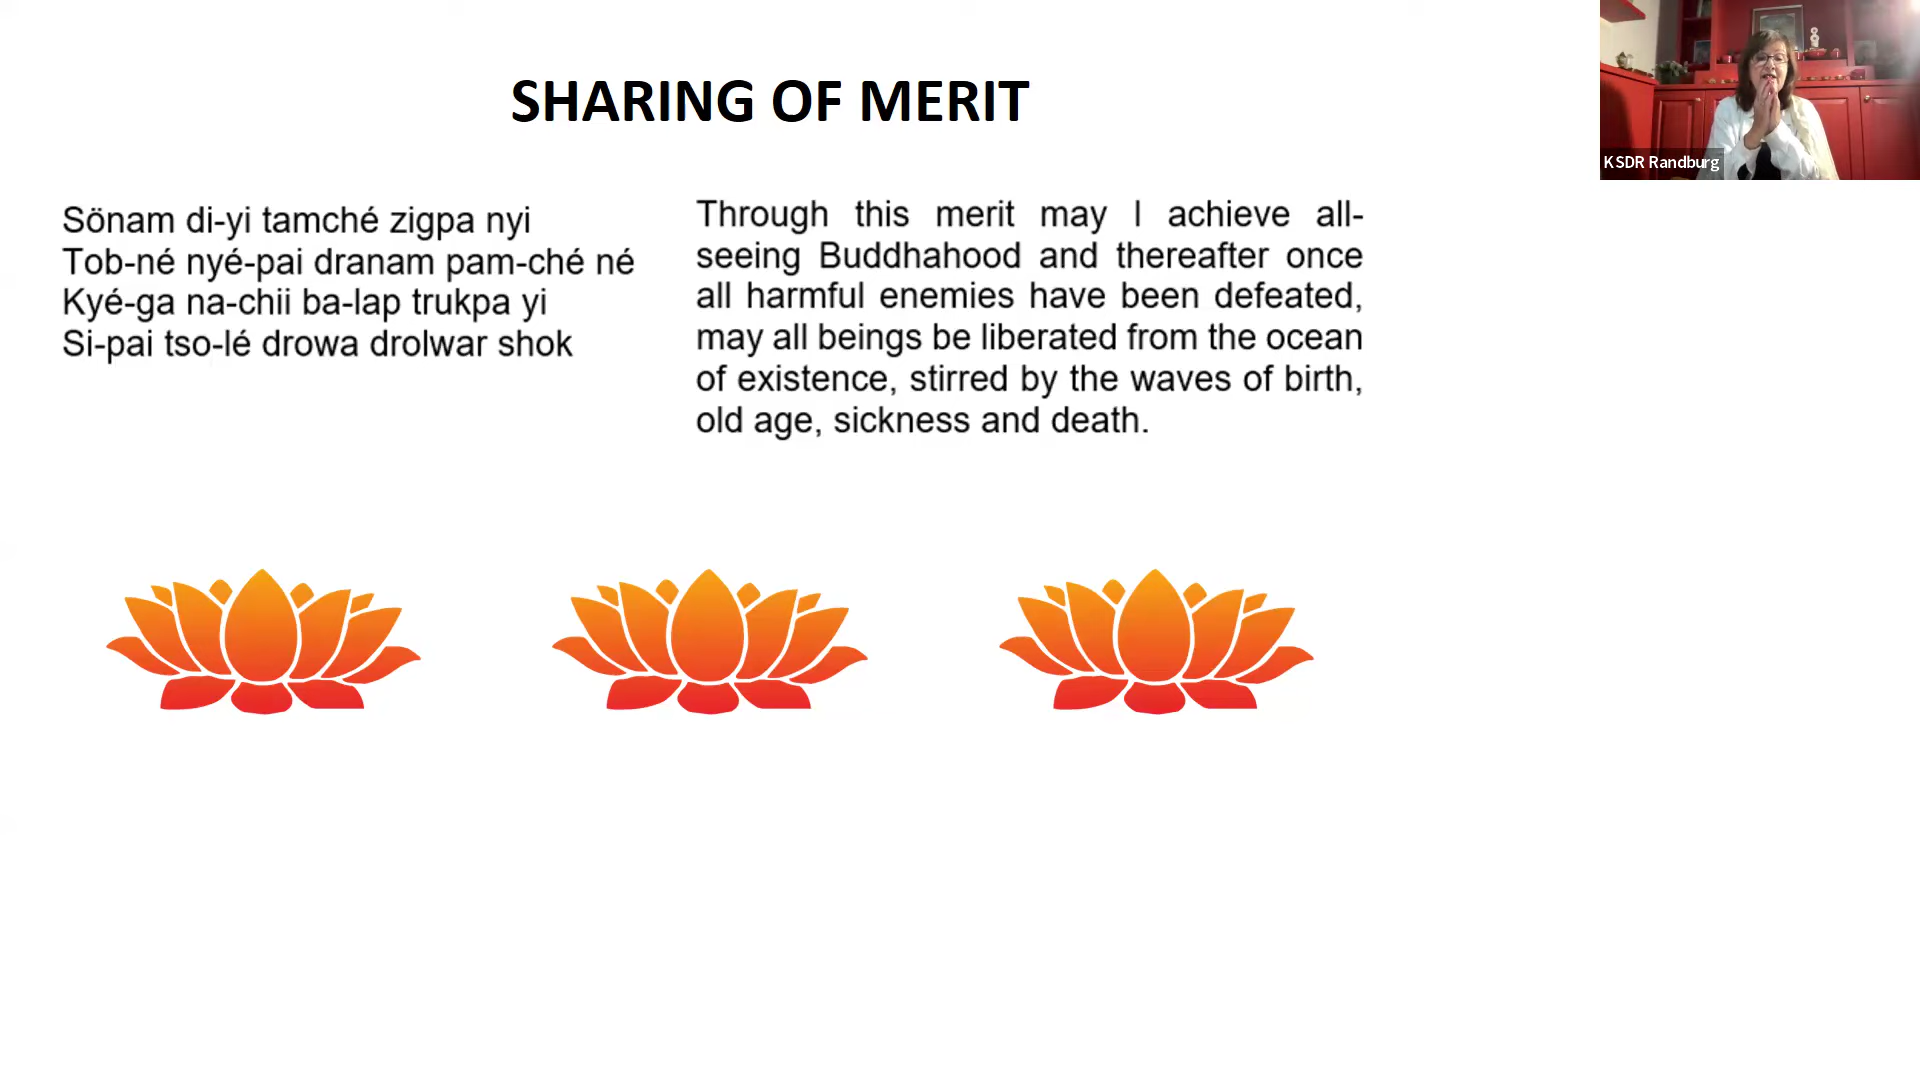 SHARING OF MERIT
Sönam di-yi tamché zigpa nyi
Tob-né nyé-pai dranam pam-ché né
Kyé-ga na-chii ba-lap trukpa yi
Si-pai tso-lé drowa drolwar shok
Through this merit may I achieve all-
seeing Buddhahood and thereafter once
all harmful enemies have been defeated,
may all beings be liberated from the ocean
of existence, stirred by the waves of birth,
old age, sickness and death.
KSDR Randburg